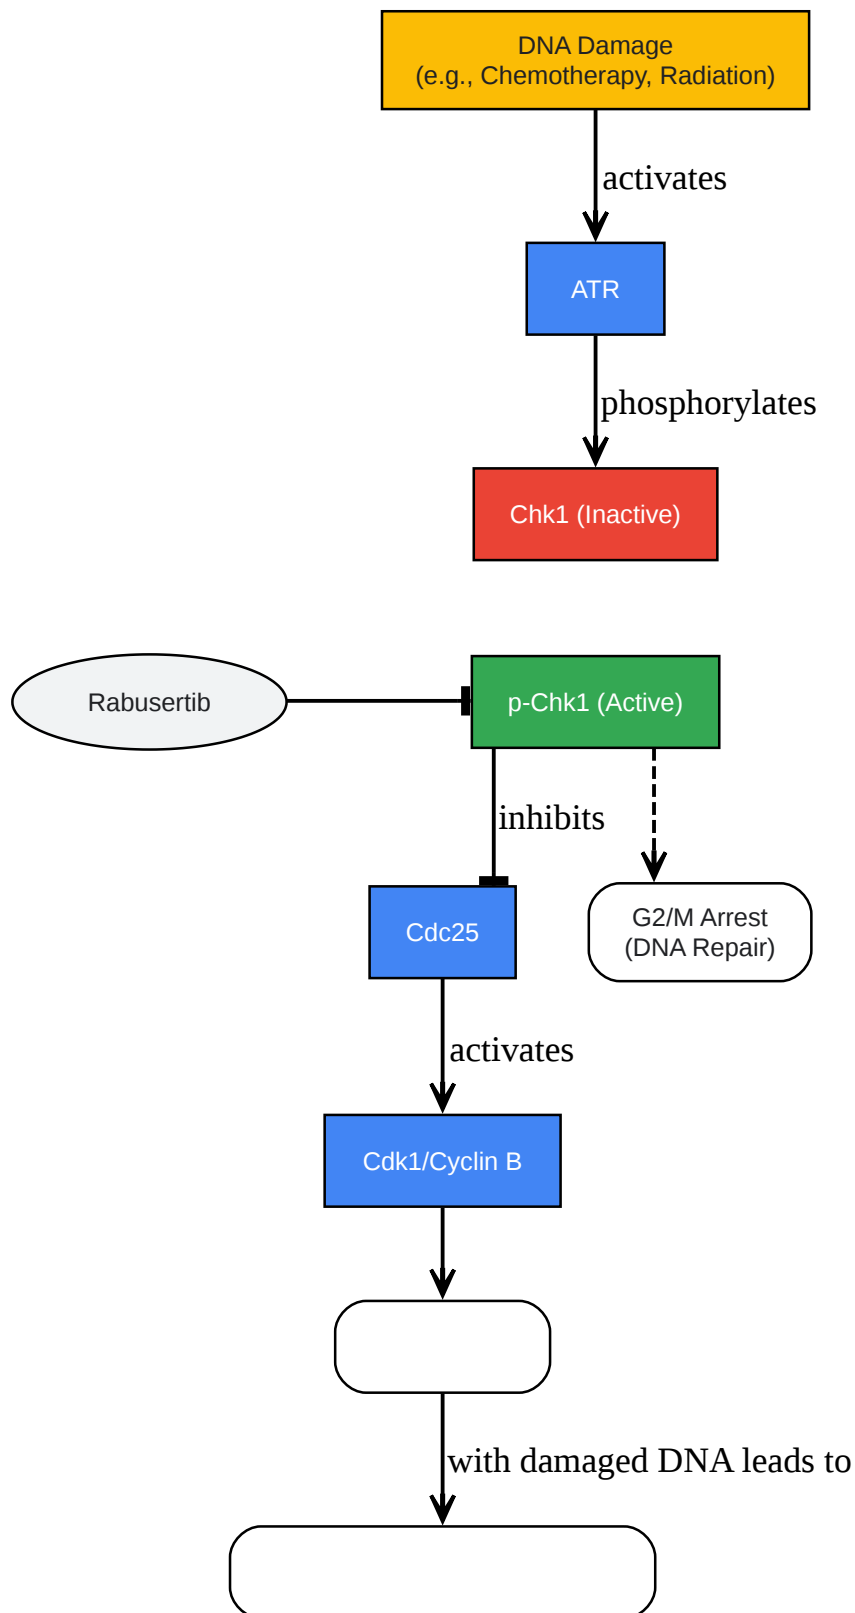 DNA Damage
(e.g., Chemotherapy, Radiation)
activates
ATR
phosphorylates
Chk1 (Inactive)
Rabusertib
p-Chk1 (Active)
inhibits
Cdc25
G2/M Arrest
(DNA Repair)
activates
Cdk1/Cyclin B
with damaged DNA leads to